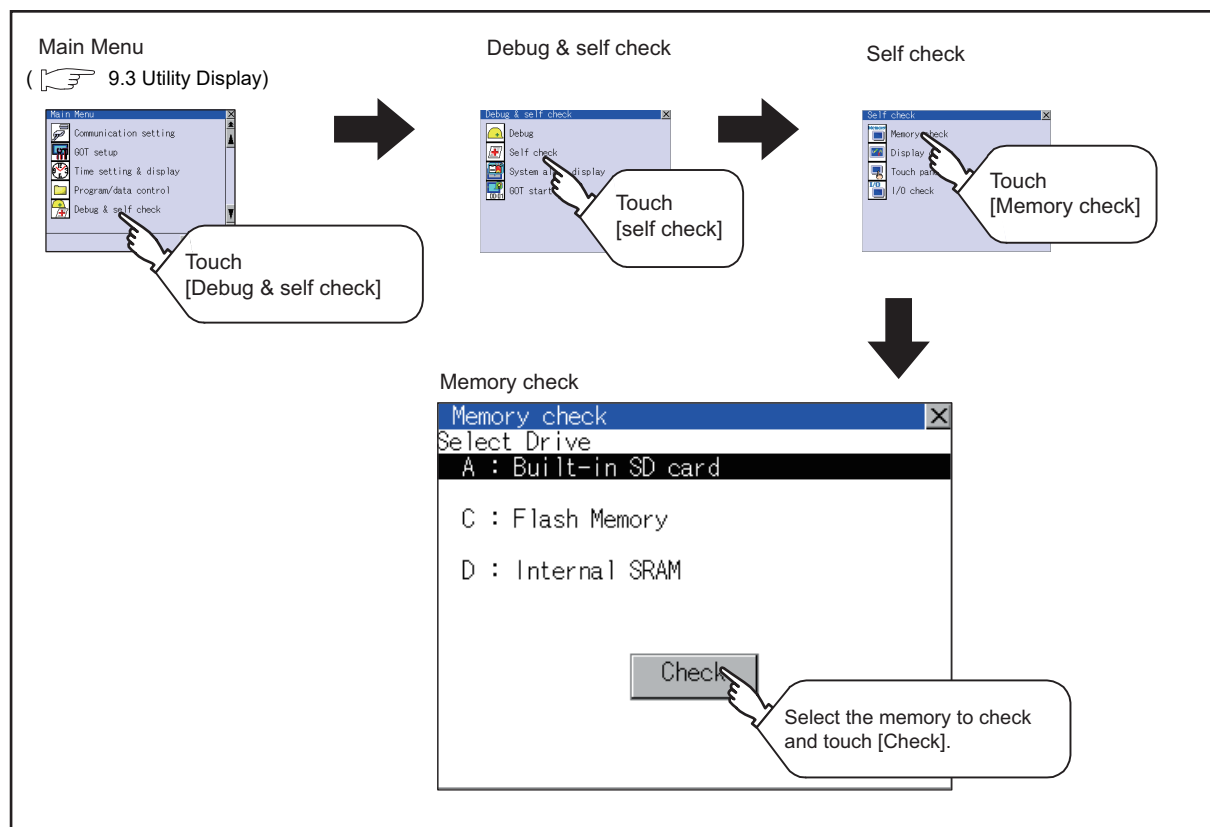 Main Menu
( 9.3 Utility Display)
Main Menu
Communication setting
GOT setup
Time setting & display
Program/data control
Debug & self check
Touch
[Debug & self check]
Debug & self check
Debug & self check
Debug
Self check
System display
GOT start
Touch
[self check]
Self check
Self check
Memory check
Display
Touch
I/O check
Touch
[Memory check]
Memory check
Memory check
Select Drive
A : Built-in SD card
C : Flash Memory
D : Internal SRAM
Check
Select the memory to check
and touch [Check].